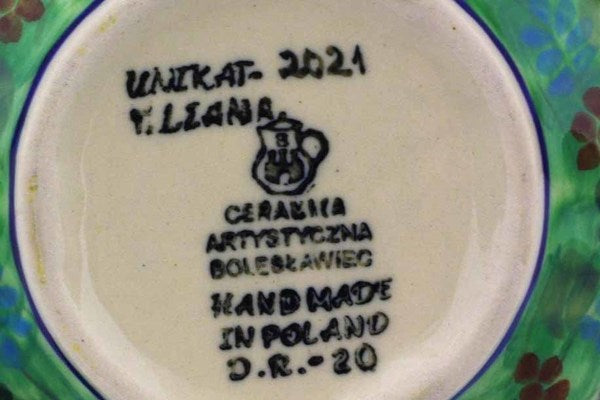 UNIKAT- 2021
Y. LIANA
B
CERAMIKA
ARTYSTYCZNA
BOLESŁAWIEC
HAND MADE
IN POLAND
J.R.-20